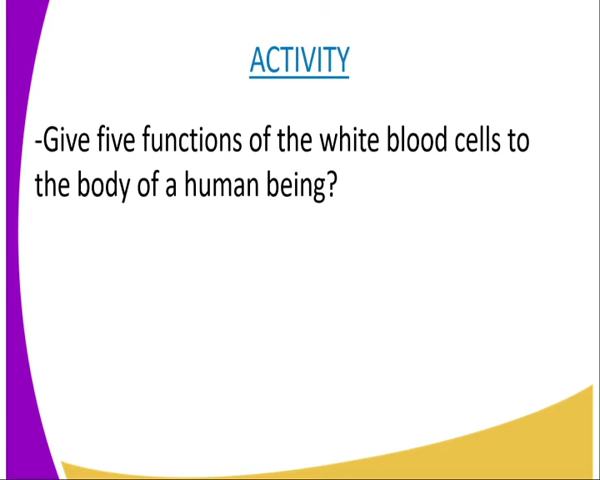 ACTIVITY
-Give five functions of the white blood cells to
the body of a human being?